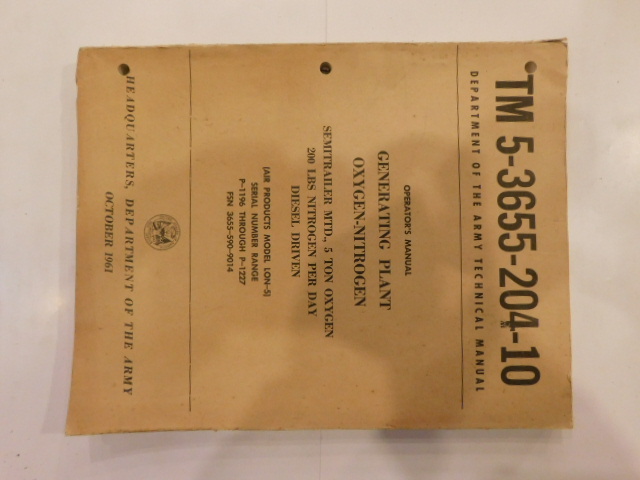 TM 5-3655-204-10
DEPARTMENT OF THE ARMY TECHNICAL MANUAL
OPERATOR'S MANUAL
GENERATING PLANT
OXYGEN-NITROGEN
SEMITRAILER MTD., 5 TON OXYGEN
200 LBS NITROGEN PER DAY
DIESEL DRIVEN
(AIR PRODUCTS MODEL LON-5)
SERIAL NUMBER RANGE
P-1196 THROUGH P-1227
FSN 3655-590-9014
HEADQUARTERS, DEPARTMENT OF THE ARMY
OCTOBER 1961